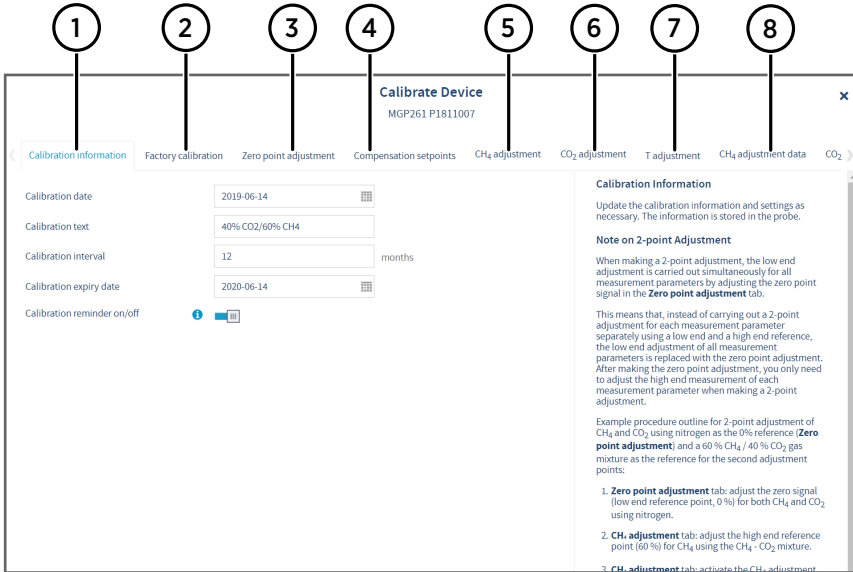 1 2 3 4 5 6 7 8
Calibrate Device
MGP261 P1811007
Calibration information Factory calibration Zero point adjustment Compensation setpoints CH₄ adjustment CO₂ adjustment T adjustment CH₄ adjustment data CO₂
Calibration date 2019-06-14
Calibration text 40% CO2/60% CH4
Calibration interval 12 months
Calibration expiry date 2020-06-14
Calibration reminder on/off
Calibration Information
Update the calibration information and settings as
necessary. The information is stored in the probe.
Note on 2-point Adjustment
When making a 2-point adjustment, the low end
adjustment is carried out simultaneously for all
measurement parameters by adjusting the zero point
signal in the Zero point adjustment tab.
This means that, instead of carrying out a 2-point
adjustment for each measurement parameter
separately using a low end and a high end reference,
the low end adjustment of all measurement
parameters is replaced with the zero point adjustment.
After making the zero point adjustment, you only need
to adjust the high end measurement of each
measurement parameter when making a 2-point
adjustment.
Example procedure outline for 2-point adjustment of
CH₄ and CO₂ using nitrogen as the 0% reference (Zero
point adjustment) and a 60 % CH₄ / 40 % CO₂ gas
mixture as the reference for the second adjustment
points:
1. Zero point adjustment tab: adjust the zero signal
(low end reference point, 0 %) for both CH₄ and CO₂
using nitrogen.
2. CH₄ adjustment tab: adjust the high end reference
point (60 %) for CH₄ using the CH₄ - CO₂ mixture.
3. CH₄ adjustment tab: activate the CH₄ adjustment